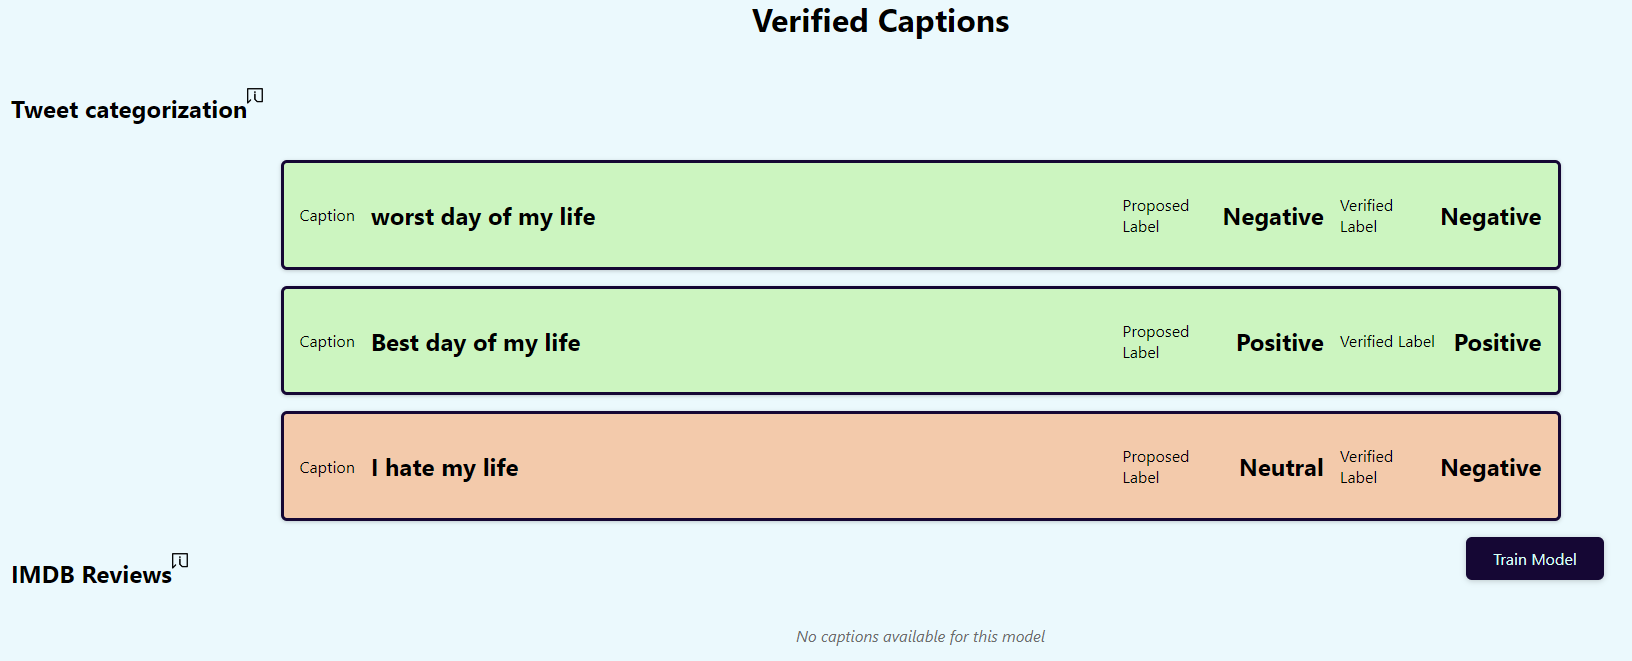 Verified Captions
Tweet categorization
Caption worst day of my life Proposed Label Negative Verified Label Negative
Caption Best day of my life Proposed Label Positive Verified Label Positive
Caption I hate my life Proposed Label Neutral Verified Label Negative
Train Model
IMDB Reviews
No captions available for this model